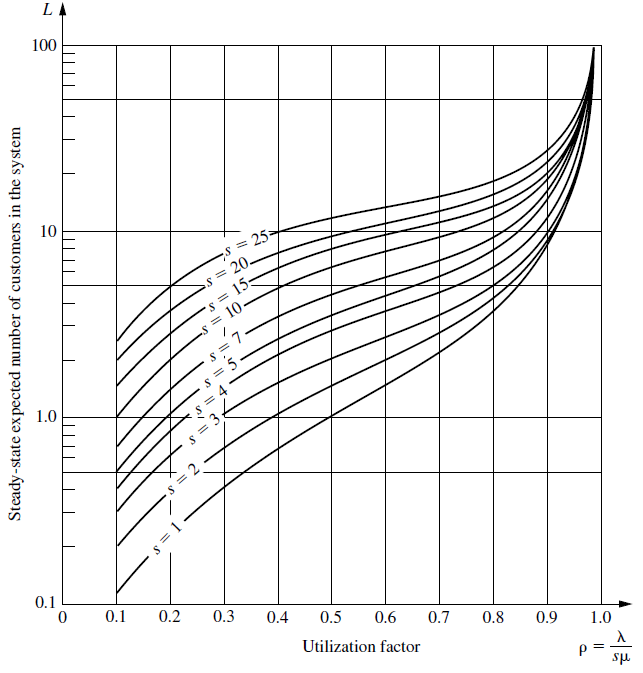 L
100
10
1.0
0.1
Steady-state expected number of customers in the system
s = 25
s = 20
s = 15
s = 10
s = 7
s = 5
s = 4
s = 3
s = 2
s = 1
0 0.1 0.2 0.3 0.4 0.5 0.6 0.7 0.8 0.9 1.0
Utilization factor
ρ = λ/sμ